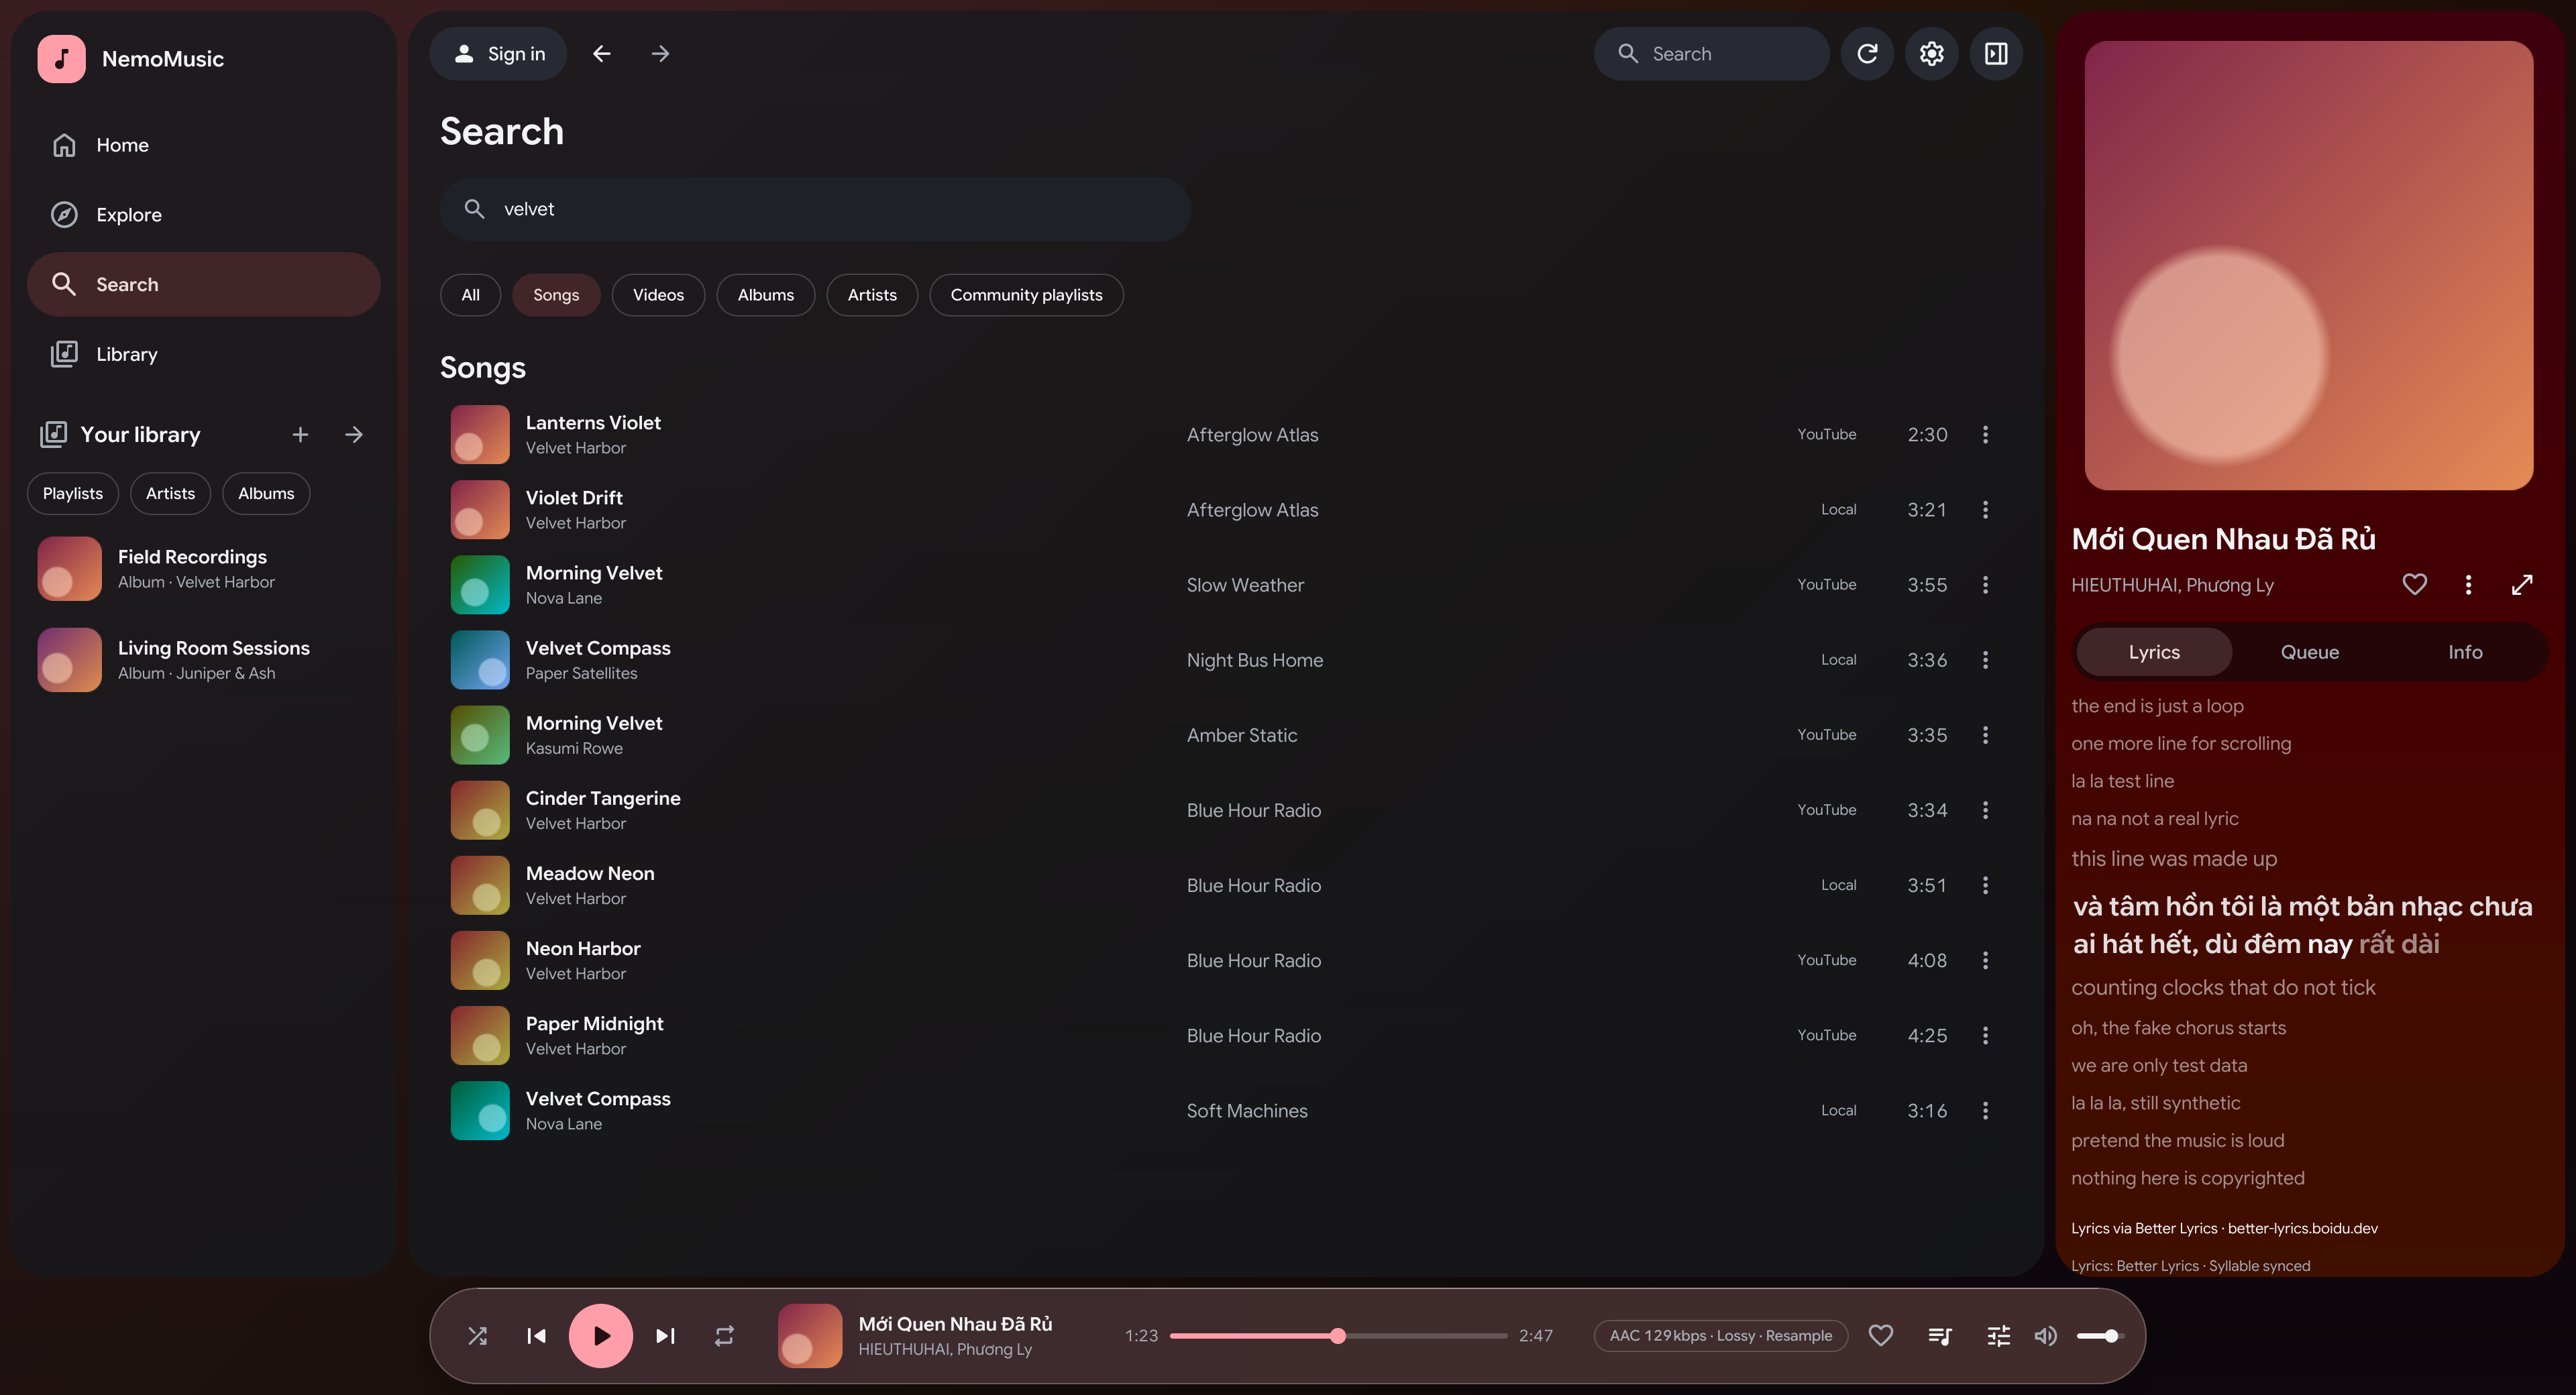 NemoMusic
Home
Explore
Search
Library
Your library
Playlists
Artists
Albums
Field Recordings
Album · Velvet Harbor
Living Room Sessions
Album · Juniper & Ash
Sign in
Search
Search
velvet
All
Songs
Videos
Albums
Artists
Community playlists
Songs
Lanterns Violet
Velvet Harbor
Afterglow Atlas
YouTube
2:30
Violet Drift
Velvet Harbor
Afterglow Atlas
Local
3:21
Morning Velvet
Nova Lane
Slow Weather
YouTube
3:55
Velvet Compass
Paper Satellites
Night Bus Home
Local
3:36
Morning Velvet
Kasumi Rowe
Amber Static
YouTube
3:35
Cinder Tangerine
Velvet Harbor
Blue Hour Radio
YouTube
3:34
Meadow Neon
Velvet Harbor
Blue Hour Radio
Local
3:51
Neon Harbor
Velvet Harbor
Blue Hour Radio
YouTube
4:08
Paper Midnight
Velvet Harbor
Blue Hour Radio
YouTube
4:25
Velvet Compass
Nova Lane
Soft Machines
Local
3:16
Mới Quen Nhau Đã Rủ
HIEUTHUHAI, Phương Ly
Lyrics
Queue
Info
the end is just a loop
one more line for scrolling
la la test line
na na not a real lyric
this line was made up
và tâm hồn tôi là một bản nhạc chưa
ai hát hết, dù đêm nay rất dài
counting clocks that do not tick
oh, the fake chorus starts
we are only test data
la la la, still synthetic
pretend the music is loud
nothing here is copyrighted
Lyrics via Better Lyrics · better-lyrics.boidu.dev
Lyrics: Better Lyrics · Syllable synced
Mới Quen Nhau Đã Rủ
HIEUTHUHAI, Phương Ly
1:23
2:47
AAC 129 kbps · Lossy · Resample